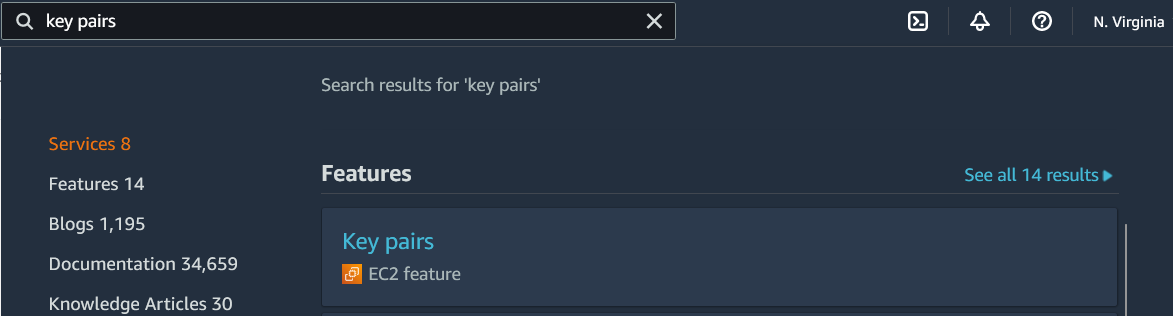 key pairs
N. Virginia
Search results for 'key pairs'
Services 8
Features 14
Blogs 1,195
Documentation 34,659
Knowledge Articles 30
Features
See all 14 results
Key pairs
EC2 feature